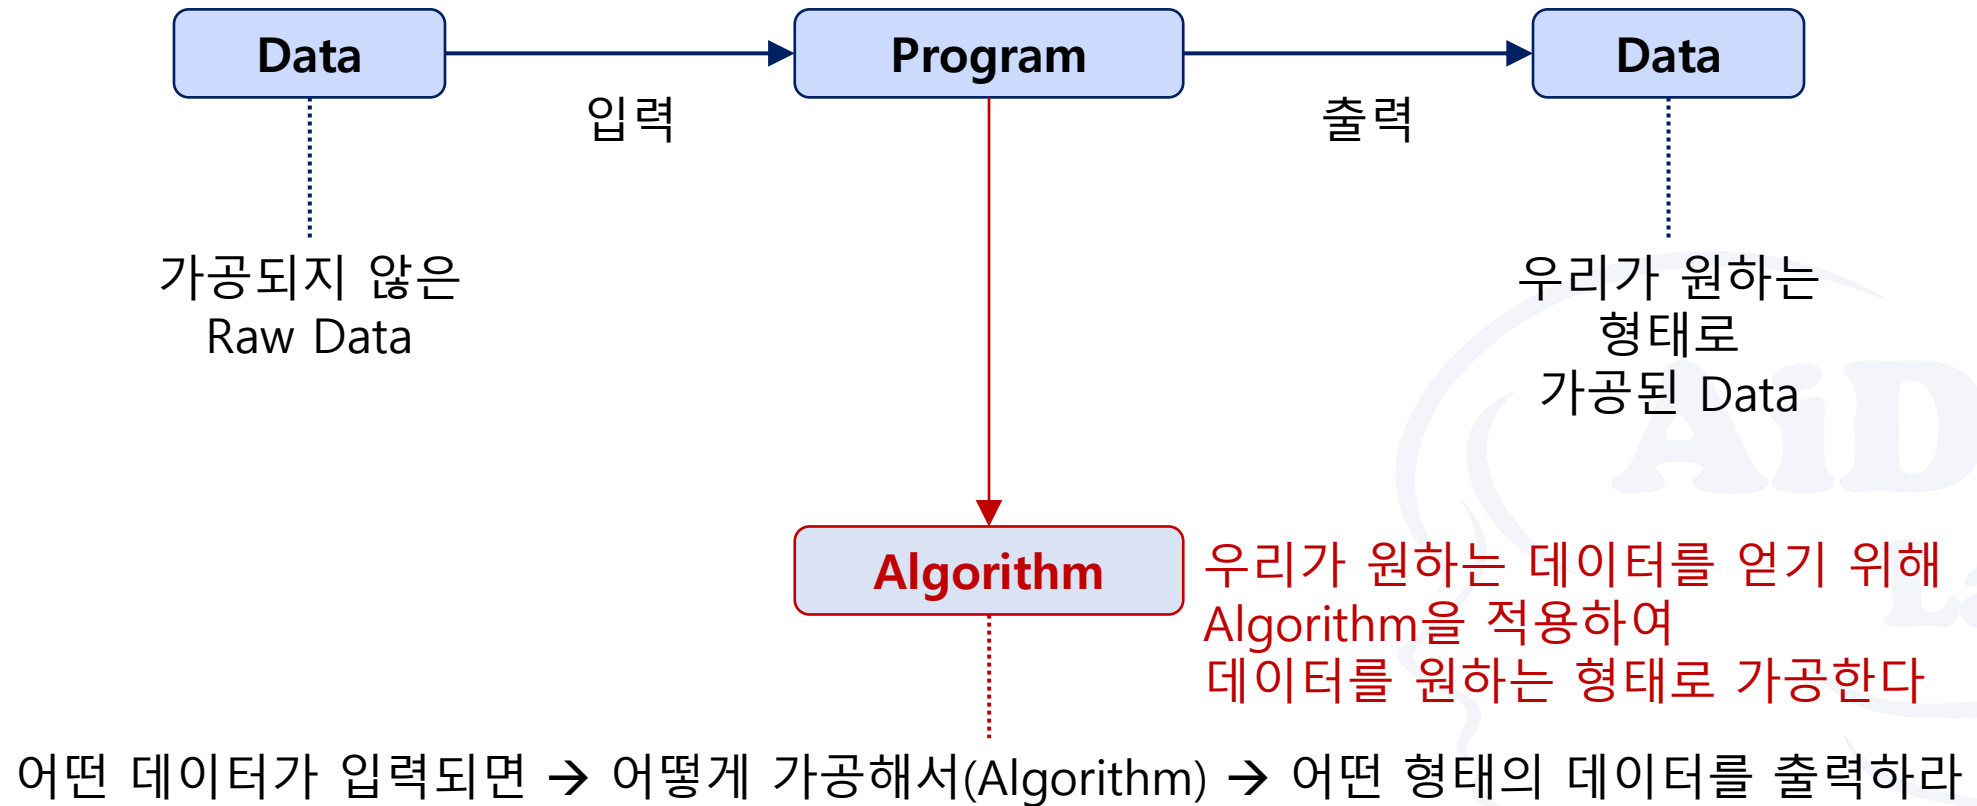 Data
Program
Data
입력
출력
가공되지 않은
Raw Data
우리가 원하는
형태로
가공된 Data
AiD
La
Algorithm
우리가 원하는 데이터를 얻기 위해
Algorithm을 적용하여
데이터를 원하는 형태로 가공한다
어떤 데이터가 입력되면 → 어떻게 가공해서(Algorithm) → 어떤 형태의 데이터를 출력하라